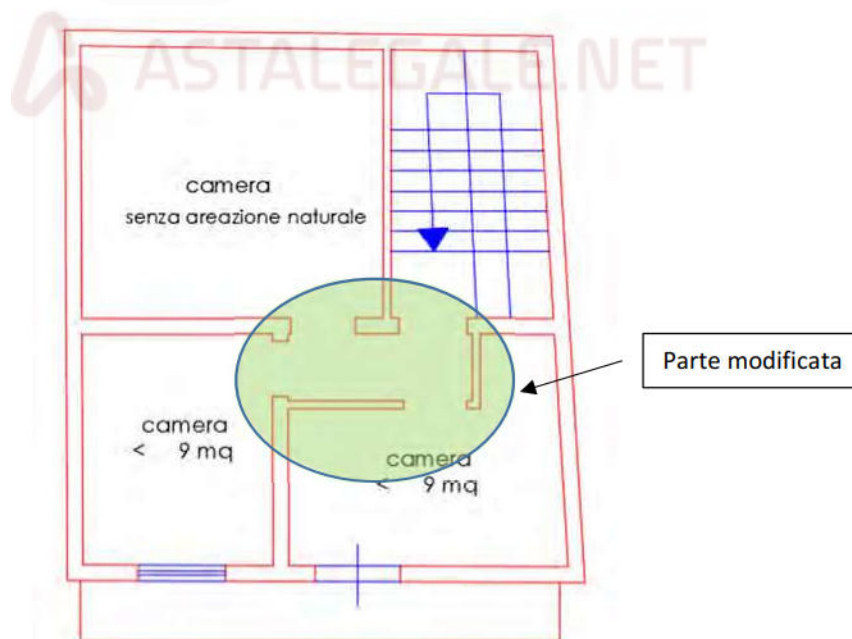 ASTALEGALE.NET
camera
senza areazione naturale
Parte modificata
camera
< 9 mq
camera
< 9 mq